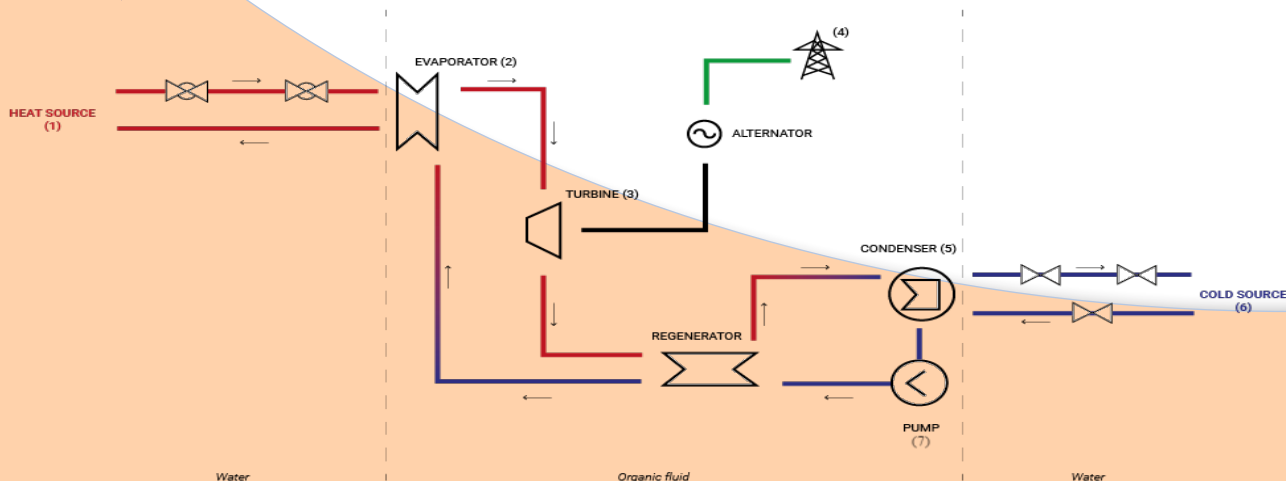 (4)
EVAPORATOR (2)
HEAT SOURCE
(1)
ALTERNATOR
TURBINE (3)
CONDENSER (5)
COLD SOURCE
(6)
REGENERATOR
PUMP
(7)
Water
Organic fluid
Water